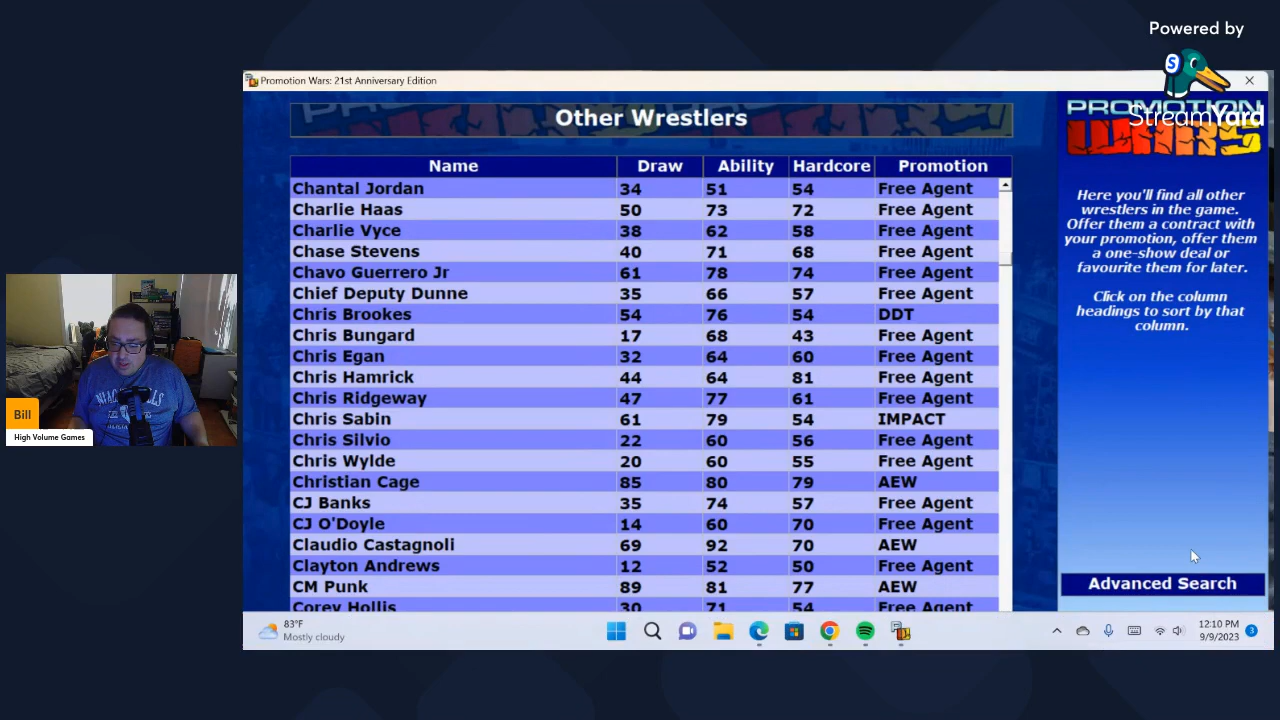 Powered by
S
StreamYard
Promotion Wars: 21st Anniversary Edition
PROMOTION
WARS
Other Wrestlers
Name Draw Ability Hardcore Promotion
Chantal Jordan 34 51 54 Free Agent
Charlie Haas 50 73 72 Free Agent
Charlie Vyce 38 62 58 Free Agent
Chase Stevens 40 71 68 Free Agent
Chavo Guerrero Jr 61 78 74 Free Agent
Chief Deputy Dunne 35 66 57 Free Agent
Chris Brookes 54 76 54 DDT
Chris Bungard 17 68 43 Free Agent
Chris Egan 32 64 60 Free Agent
Chris Hamrick 44 64 81 Free Agent
Chris Ridgeway 47 77 61 Free Agent
Chris Sabin 61 79 54 IMPACT
Chris Silvio 22 60 56 Free Agent
Chris Wylde 20 60 55 Free Agent
Christian Cage 85 80 79 AEW
CJ Banks 35 74 57 Free Agent
CJ O'Doyle 14 60 70 Free Agent
Claudio Castagnoli 69 92 70 AEW
Clayton Andrews 12 52 50 Free Agent
CM Punk 89 81 77 AEW
Corey Hollis 30 71 54 Free Agent
Here you'll find all other
wrestlers in the game.
Offer them a contract with
your promotion, offer them
a one-show deal or
favourite them for later.
Click on the column
headings to sort by that
column.
Advanced Search
Bill
High Volume Games
83°F
Mostly cloudy
12:10 PM
9/9/2023
3